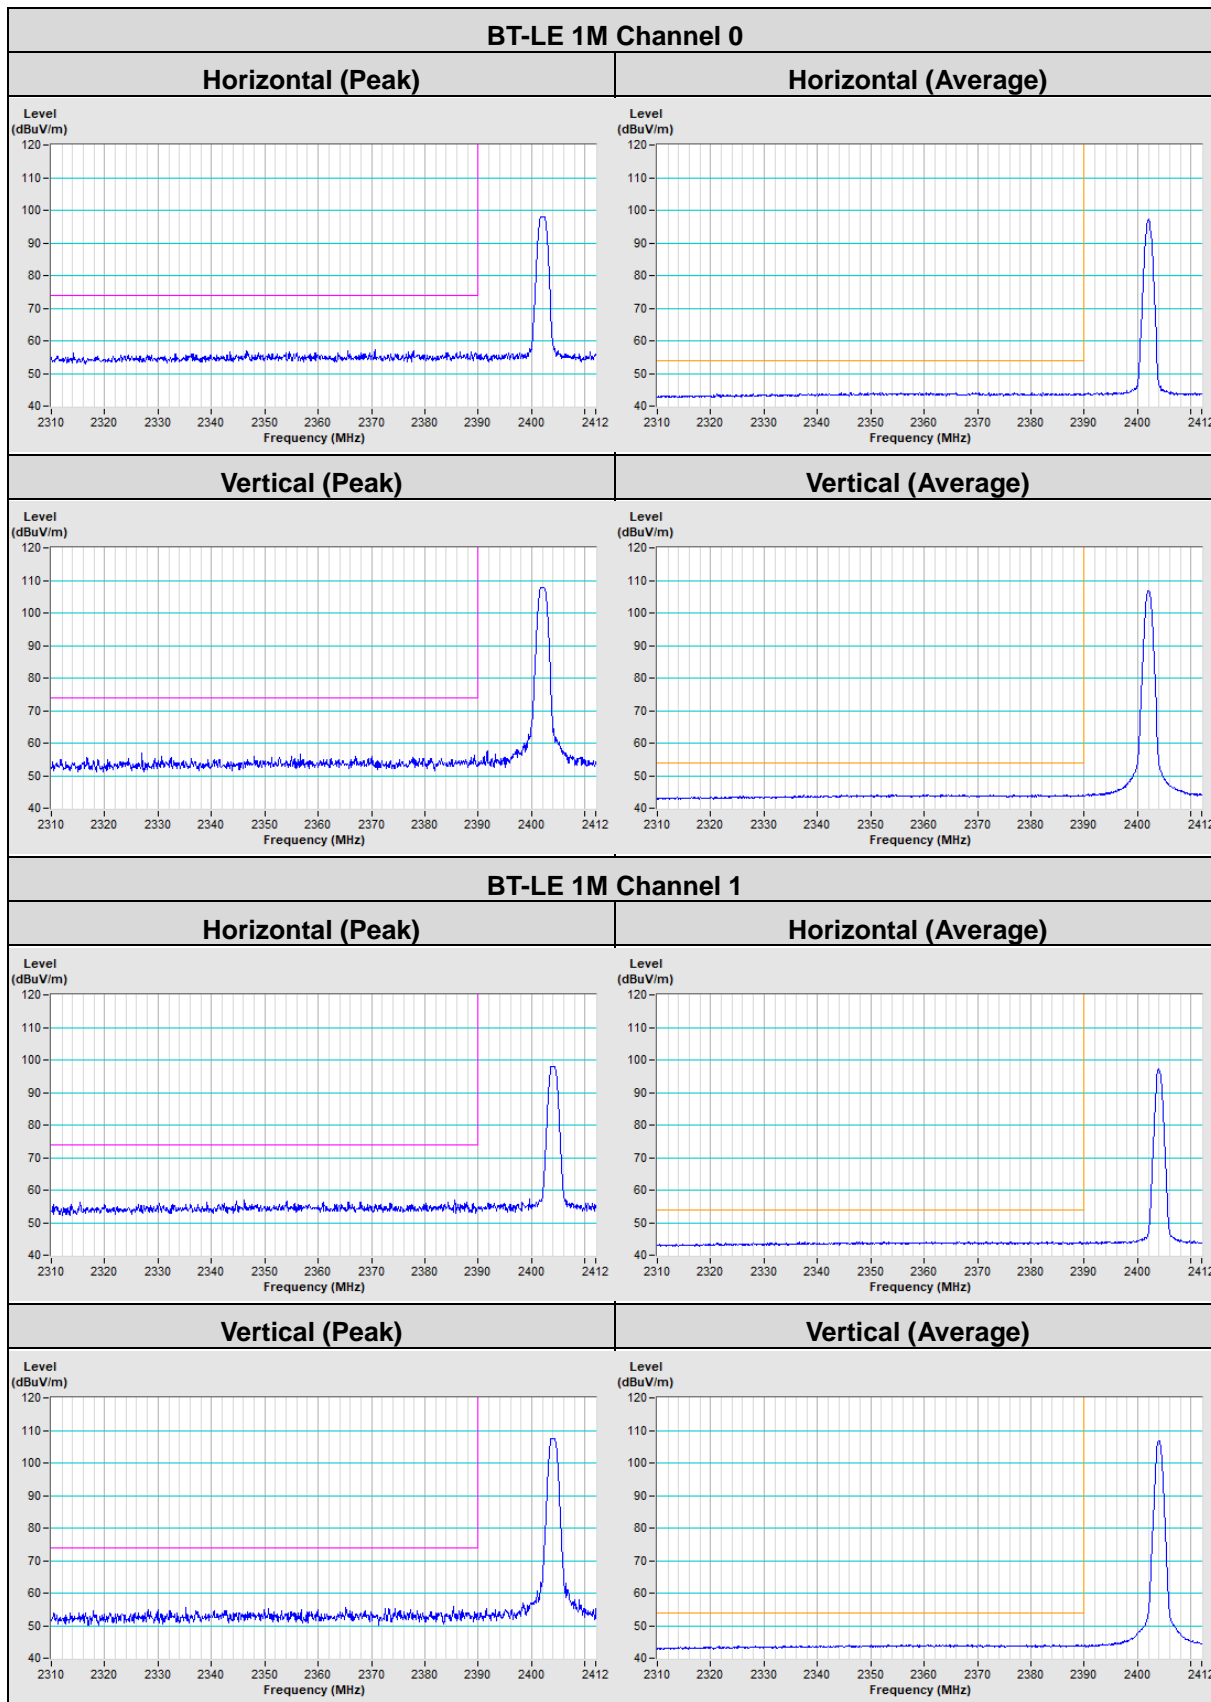 BT-LE 1M Channel 0
Horizontal (Peak) Horizontal (Average)
Level Level
(dBuV/m) (dBuV/m)
120 120
110 110
100 100
90 90
80 80
70 70
60 60
50 50
40 40
2310 2320 2330 2340 2350 2360 2370 2380 2390 2400 2412 2310 2320 2330 2340 2350 2360 2370 2380 2390 2400 2412
Frequency (MHz) Frequency (MHz)
Vertical (Peak) Vertical (Average)
Level Level
(dBuV/m) (dBuV/m)
120 120
110 110
100 100
90 90
80 80
70 70
60 60
50 50
40 40
2310 2320 2330 2340 2350 2360 2370 2380 2390 2400 2412 2310 2320 2330 2340 2350 2360 2370 2380 2390 2400 2412
Frequency (MHz) Frequency (MHz)
BT-LE 1M Channel 1
Horizontal (Peak) Horizontal (Average)
Level Level
(dBuV/m) (dBuV/m)
120 120
110 110
100 100
90 90
80 80
70 70
60 60
50 50
40 40
2310 2320 2330 2340 2350 2360 2370 2380 2390 2400 2412 2310 2320 2330 2340 2350 2360 2370 2380 2390 2400 2412
Frequency (MHz) Frequency (MHz)
Vertical (Peak) Vertical (Average)
Level Level
(dBuV/m) (dBuV/m)
120 120
110 110
100 100
90 90
80 80
70 70
60 60
50 50
40 40
2310 2320 2330 2340 2350 2360 2370 2380 2390 2400 2412 2310 2320 2330 2340 2350 2360 2370 2380 2390 2400 2412
Frequency (MHz) Frequency (MHz)